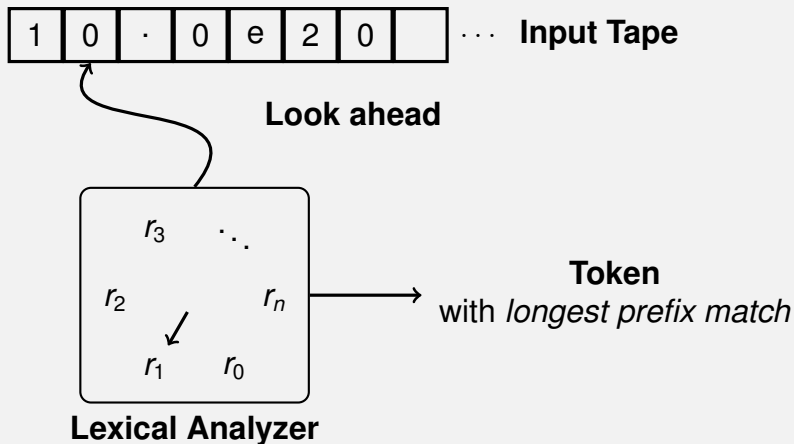 1 0 · 0 e 2 0 ··· Input Tape
Look ahead
r₃ ⋱
r₂ rₙ
r₁ r₀
Token
with longest prefix match
Lexical Analyzer